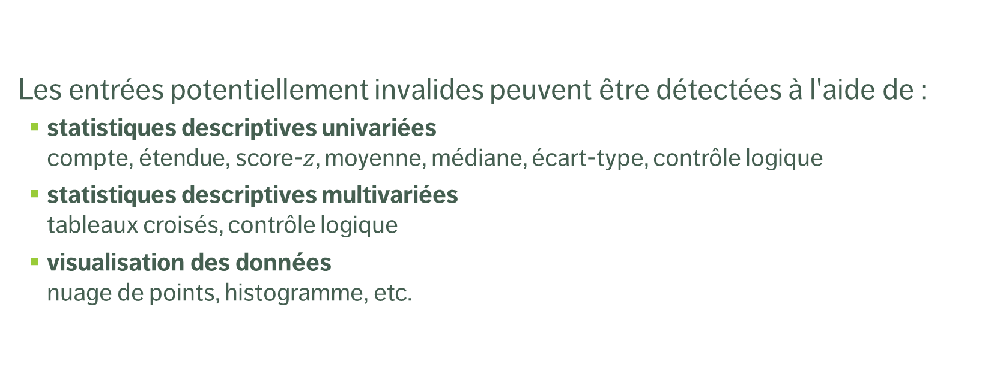 Les entrées potentiellement invalides peuvent être détectées à l'aide de :
▪ statistiques descriptives univariées
compte, étendue, score-z, moyenne, médiane, écart-type, contrôle logique
▪ statistiques descriptives multivariées
tableaux croisés, contrôle logique
▪ visualisation des données
nuage de points, histogramme, etc.